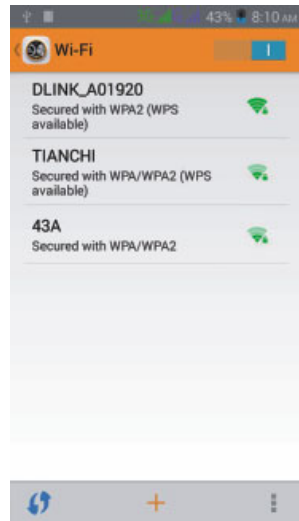 43% 8:10 AM
Wi-Fi
DLINK_A01920
Secured with WPA2 (WPS
available)
TIANCHI
Secured with WPA/WPA2 (WPS
available)
43A
Secured with WPA/WPA2